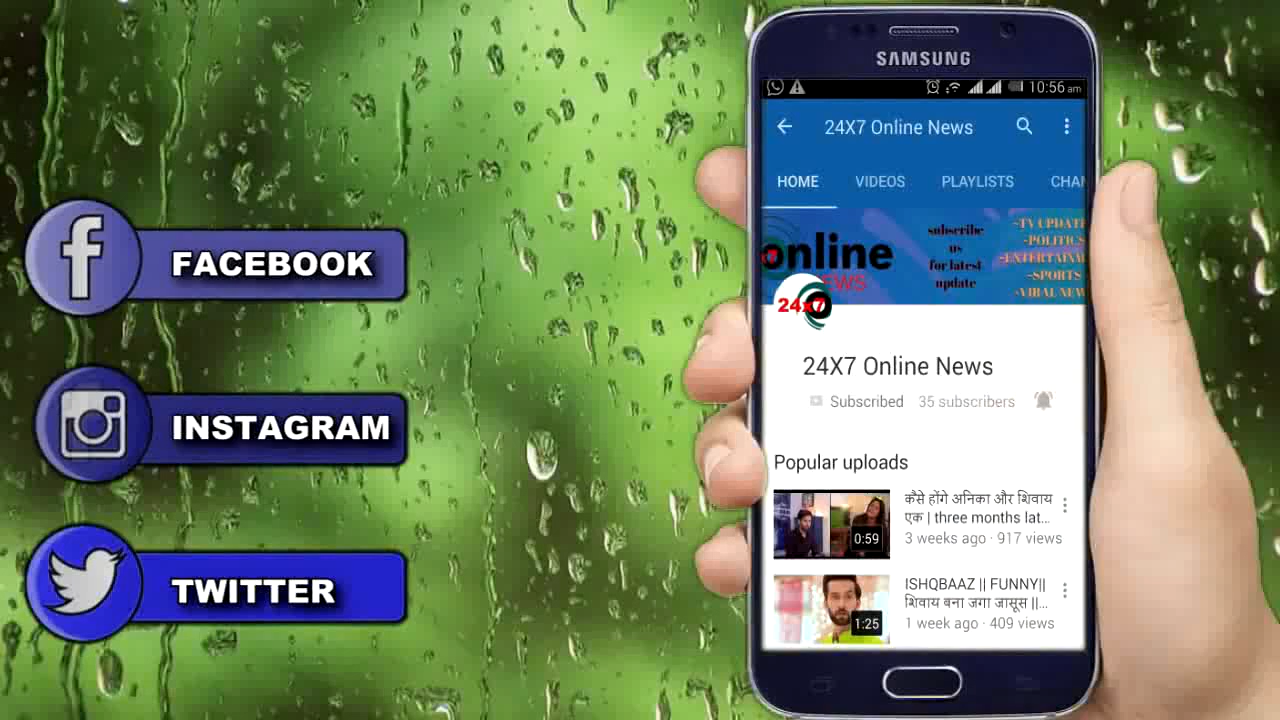 FACEBOOK
INSTAGRAM
TWITTER
SAMSUNG
10:56 am
24X7 Online News
HOME VIDEOS PLAYLISTS CHAN
online
NEWS
24x7
subscribe
us
for latest
update
~TV UPDATE
~POLITICS
~ENTERTAINM
~SPORTS
~VIRAL NEW
24X7 Online News
Subscribed 35 subscribers
Popular uploads
कैसे होंगे अनिका और शिवाय
एक | three months lat...
3 weeks ago · 917 views
0:59
ISHQBAAZ || FUNNY||
शिवाय बना जगा जासूस ||...
1 week ago · 409 views
1:25